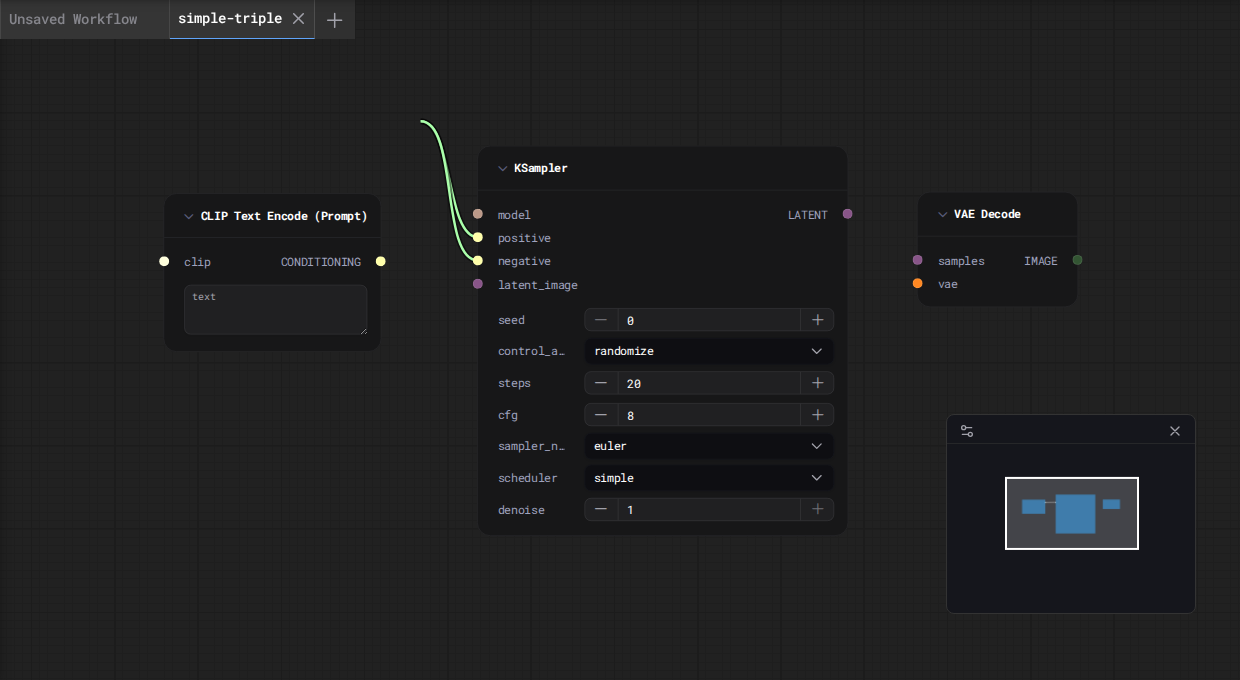 Unsaved Workflow
simple-triple
KSampler
model
LATENT
positive
negative
latent_image
seed
0
control_a…
randomize
steps
20
cfg
8
sampler_n…
euler
scheduler
simple
denoise
1
CLIP Text Encode (Prompt)
clip
CONDITIONING
text
VAE Decode
samples
IMAGE
vae